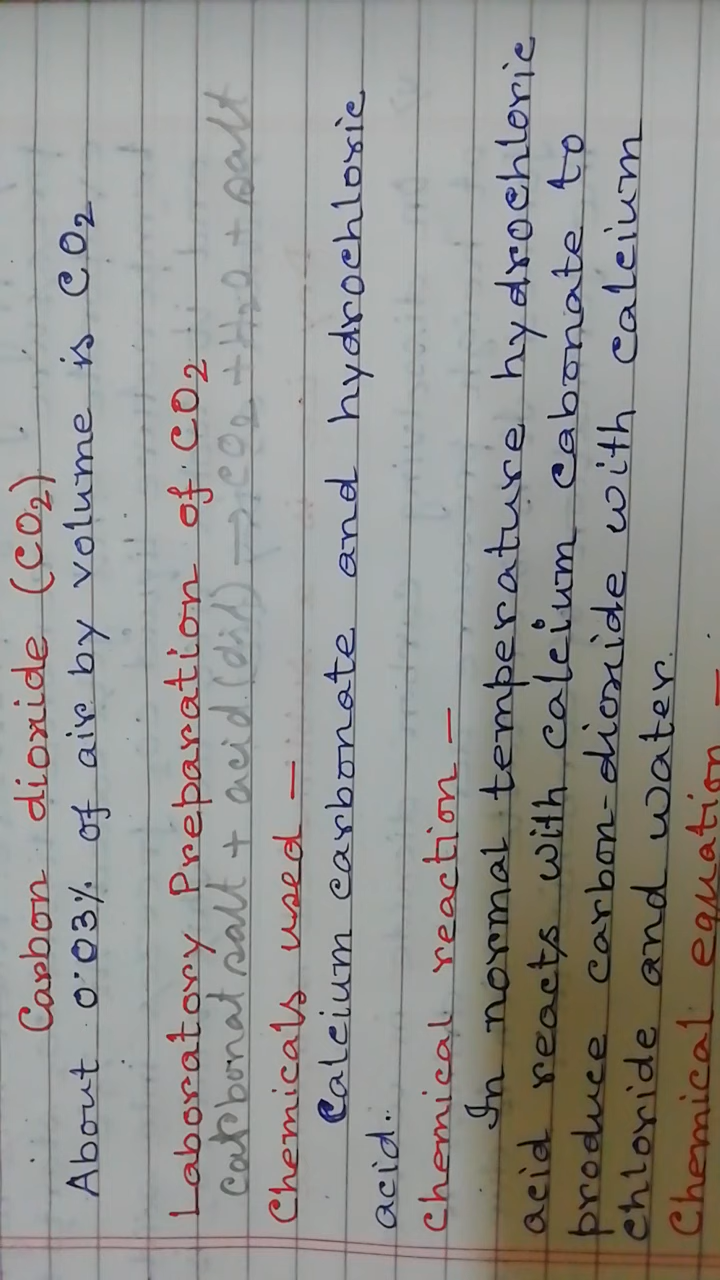 Carbon dioxide (CO₂)
About 0.03% of air by volume is CO₂
Laboratory Preparation of CO₂
Carbonat salt + acid (dil) → CO₂ + H₂O + salt
Chemicals used –
Calcium carbonate and hydrochloric
acid.
Chemical reaction –
In normal temperature hydrochloric
acid reacts with calcium cabonate to
produce carbon-dioxide with calcium
chloride and water.
Chemical equation –